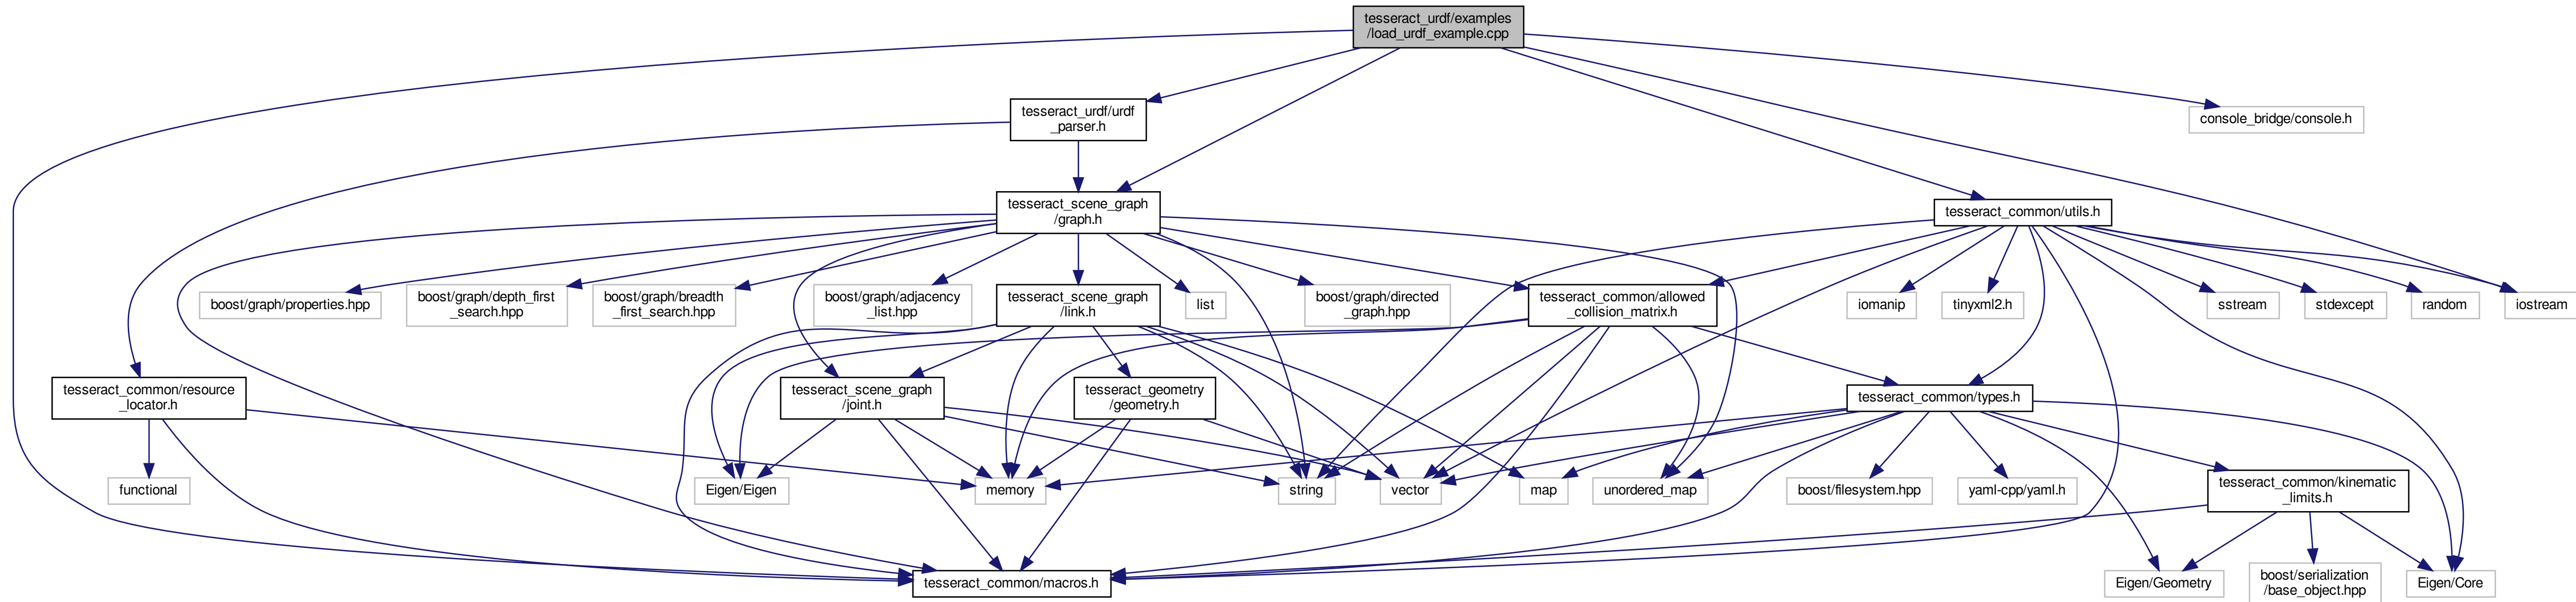 tesseract_urdf/examples
/load_urdf_example.cpp
tesseract_urdf/urdf
_parser.h
console_bridge/console.h
tesseract_scene_graph
/graph.h
tesseract_common/utils.h
boost/graph/properties.hpp
boost/graph/depth_first
_search.hpp
boost/graph/breadth
_first_search.hpp
boost/graph/adjacency
_list.hpp
tesseract_scene_graph
/link.h
list
boost/graph/directed
_graph.hpp
tesseract_common/allowed
_collision_matrix.h
iomanip
tinyxml2.h
sstream
stdexcept
random
iostream
tesseract_common/resource
_locator.h
tesseract_scene_graph
/joint.h
tesseract_geometry
/geometry.h
tesseract_common/types.h
functional
Eigen/Eigen
memory
string
vector
map
unordered_map
boost/filesystem.hpp
yaml-cpp/yaml.h
tesseract_common/kinematic
_limits.h
tesseract_common/macros.h
Eigen/Geometry
boost/serialization
/base_object.hpp
Eigen/Core